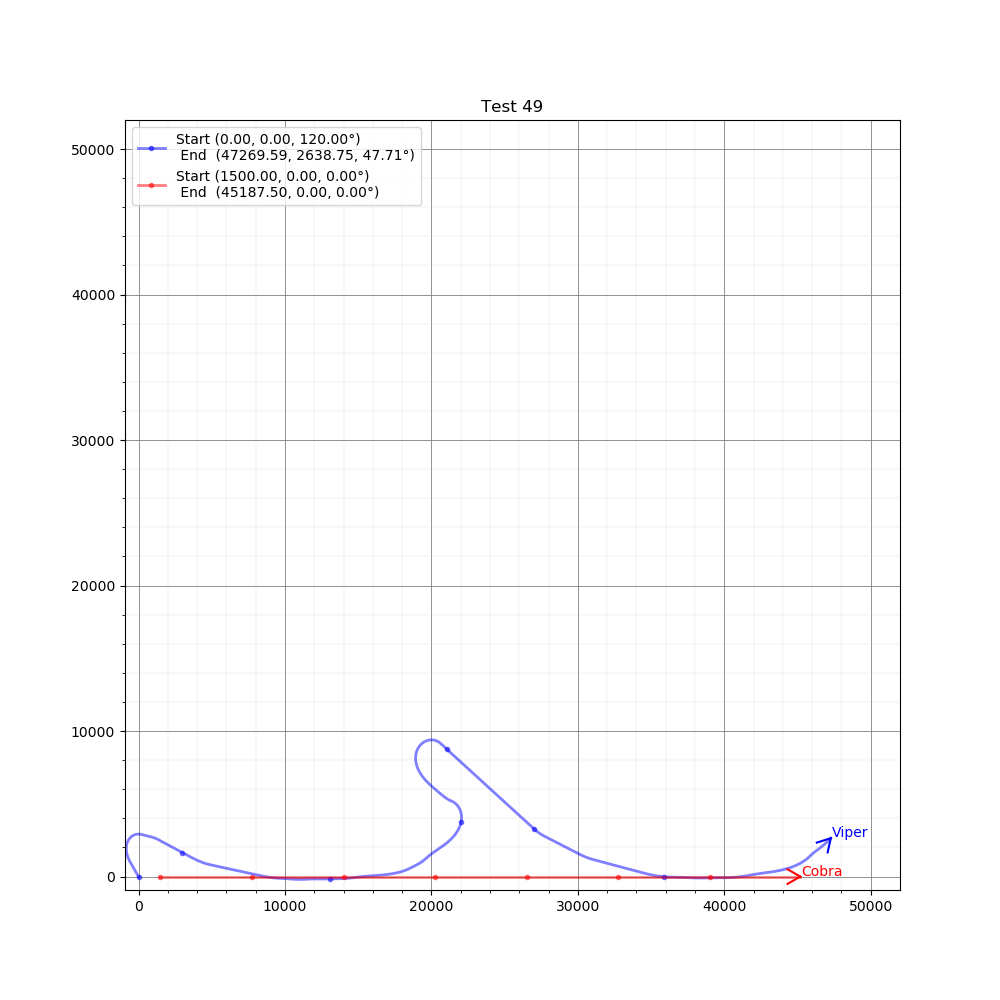 Test 49
Start (0.00, 0.00, 120.00°)
End  (47269.59, 2638.75, 47.71°)
Start (1500.00, 0.00, 0.00°)
End  (45187.50, 0.00, 0.00°)
50000
40000
30000
20000
10000
0
Viper
Cobra
0
10000
20000
30000
40000
50000